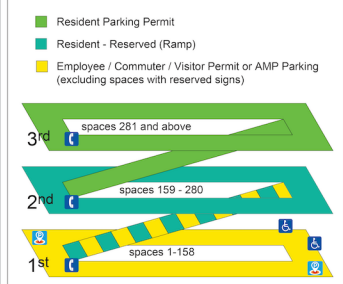 Resident Parking Permit
Resident - Reserved (Ramp)
Employee / Commuter / Visitor Permit or AMP Parking
(excluding spaces with reserved signs)
spaces 281 and above
3rd
spaces 159 - 280
2nd
spaces 1-158
1st